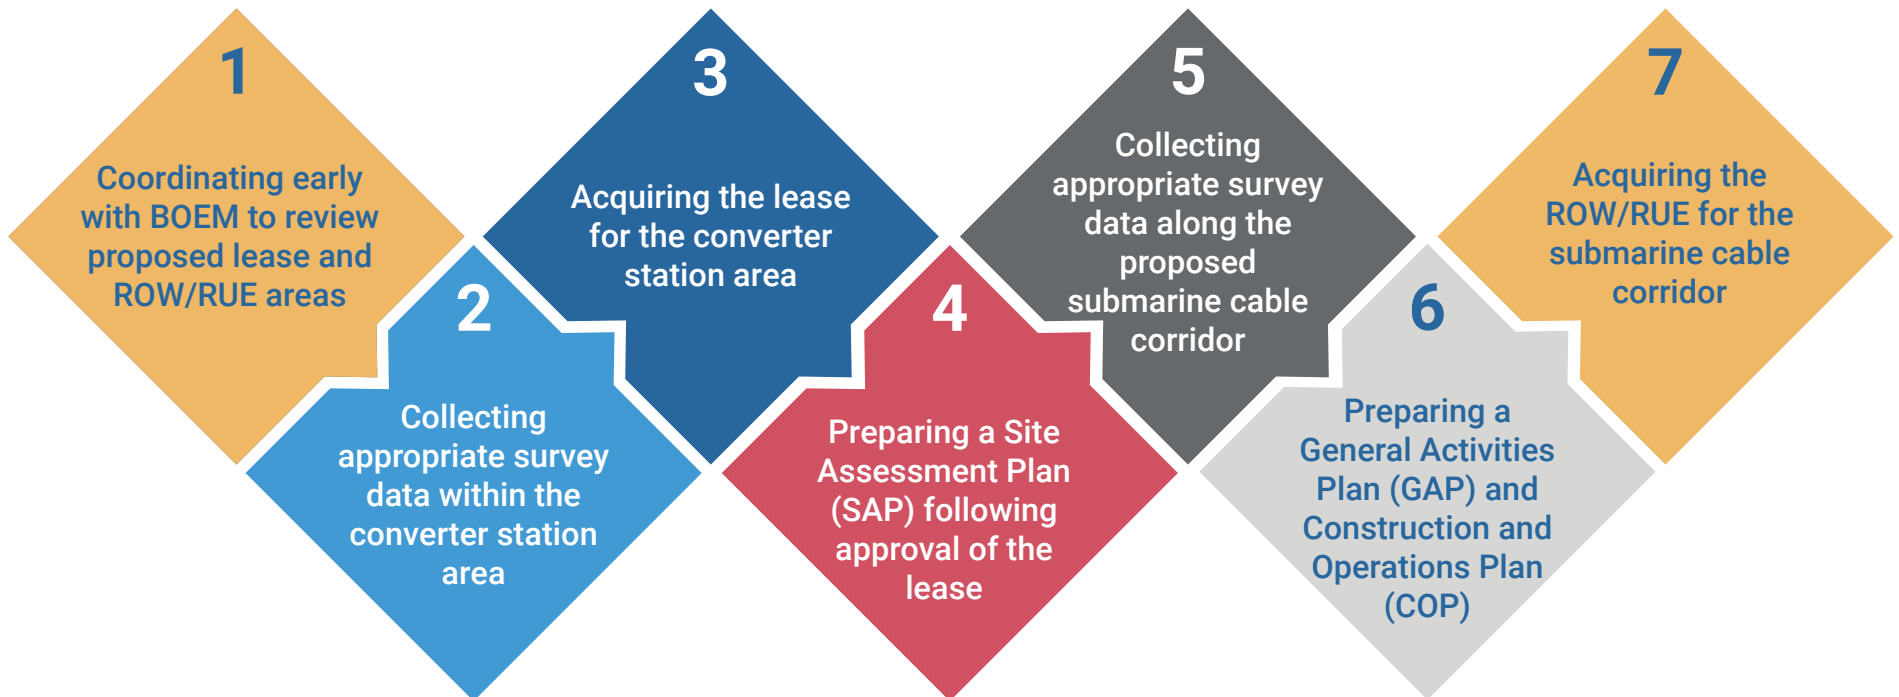 1
Coordinating early
with BOEM to review
proposed lease and
ROW/RUE areas
2
Collecting
appropriate survey
data within the
converter station
area
3
Acquiring the lease
for the converter
station area
4
Preparing a Site
Assessment Plan
(SAP) following
approval of the
lease
5
Collecting
appropriate survey
data along the
proposed
submarine cable
corridor
6
Preparing a
General Activities
Plan (GAP) and
Construction and
Operations Plan
(COP)
7
Acquiring the
ROW/RUE for the
submarine cable
corridor